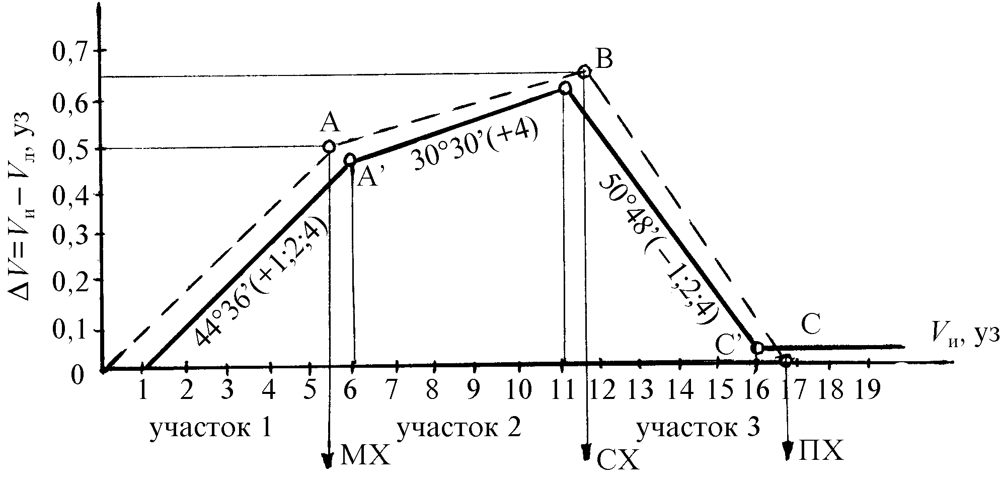 ΔV = Vи – Vл, уз
0,7
0,6
0,5
0,4
0,3
0,2
0,1
0
A
B
A’
C’
C
44°36’(+1;2;4)
30°30’(+4)
50°48’(–1;2;4)
Vи, уз
1 2 3 4 5 6 7 8 9 10 11 12 13 14 15 16 17 18 19
участок 1 участок 2 участок 3
МХ СХ ПХ